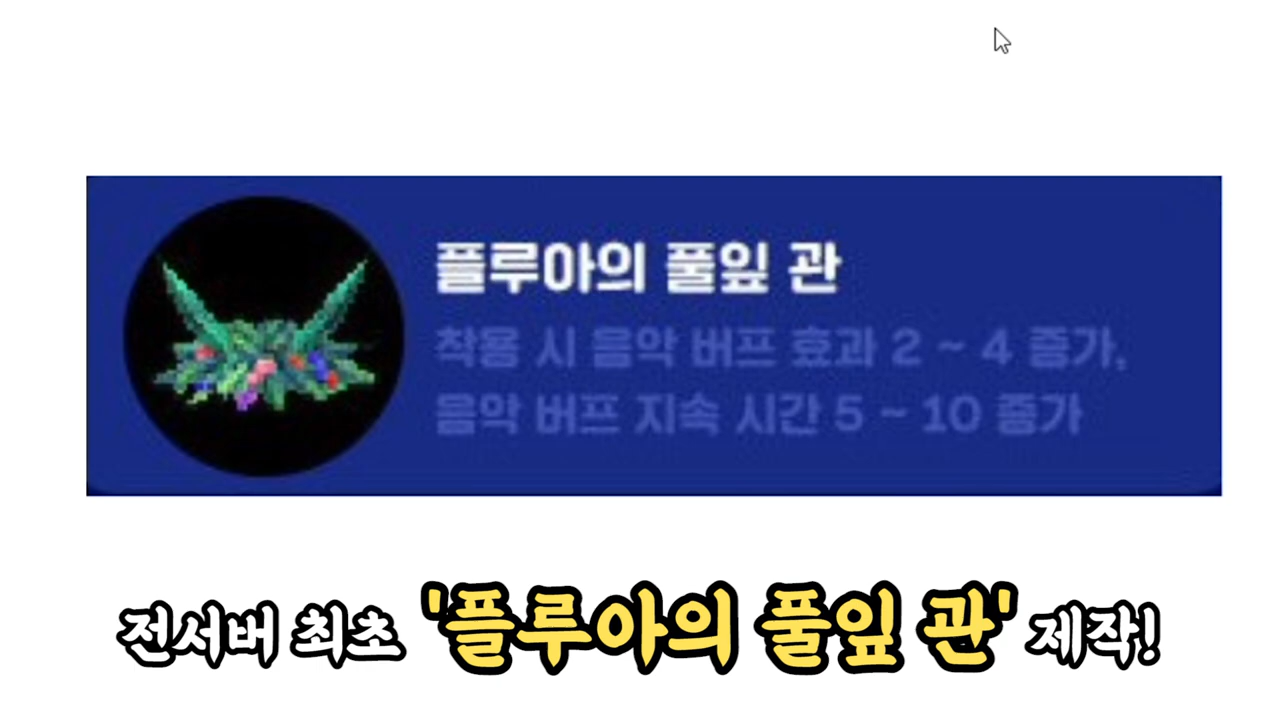 플루아의 풀잎 관
착용 시 음악 버프 효과 2 ~ 4 증가,
음악 버프 지속 시간 5 ~ 10 증가
전서버 최초 '플루아의 풀잎 관' 제작!